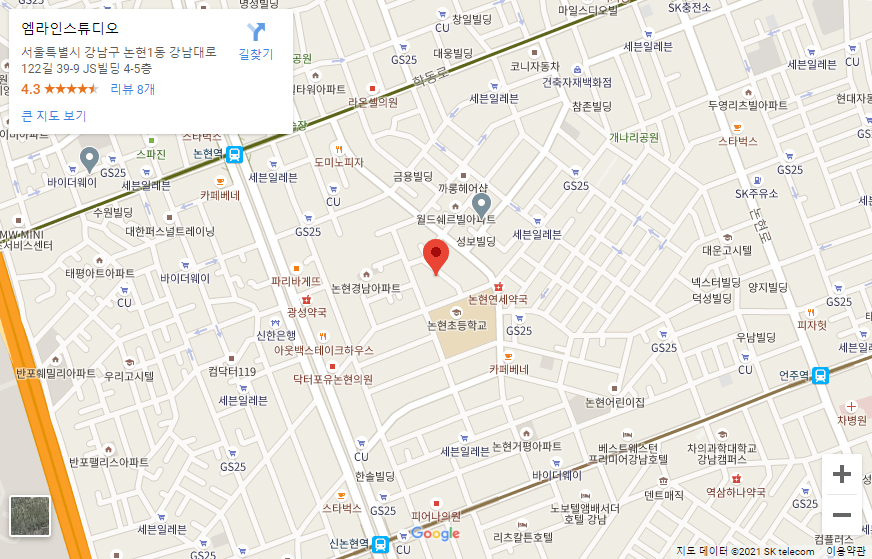 엠라인스튜디오
서울특별시 강남구 논현1동 강남대로
122길 39-9 JS빌딩 4-5층
4.3 리뷰 8개
큰 지도 보기
길찾기
명성빌딩
창일빌딩
마일스디오빌
SK충전소
CU
GS25
대웅빌딩
세븐일레븐
코니자동차
건축자재백화점
학동로
라온셀의원
세븐일레븐
참존빌딩
두영리츠빌
현대자동
개나리공원
스타벅스
스타벅스
스파진
논현역
도미노피자
GS25
바이더웨이
세븐일레븐
세븐일레븐
금용빌딩
까롱헤어샵
GS25
GS25
SK주유소
카페베네
CU
수원빌딩
월드쉐르빌아파트
논현로
대한퍼스널트레이닝
GS25
성보빌딩
세븐일레븐
MW·MINI
서비스센터
대운고시텔
태평아파트
바이더웨이
파리바게뜨
논현경남아파트
넥스터빌딩
양지빌딩
덕성빌딩
CU
광성약국
논현연세약국
GS25
신한은행
논현초등학교
GS25
피자헛
아웃백스테이크하우스
GS25
우남빌딩
반포훼밀리아파트
우리고시텔
컴닥터119
닥터포유논현의원
카페베네
CU
언주역
세븐일레븐
세븐일레븐
논현어린이집
차병원
반포팰리스아파트
GS25
CU
세븐일레븐
논현거평아파트
베스트웨스턴
프리미어강남호텔
차의과학대학교
강남캠퍼스
한솔빌딩
바이더웨이
덴트매직
역삼하나약국
GS25
스타벅스
피어나의원
노보텔앰배서더
호텔 강남
세븐일레븐
Google
리츠칼튼호텔
신논현역
GS25
CU
컴플러스
지도 데이터 ©2021 SK telecom 이용약관